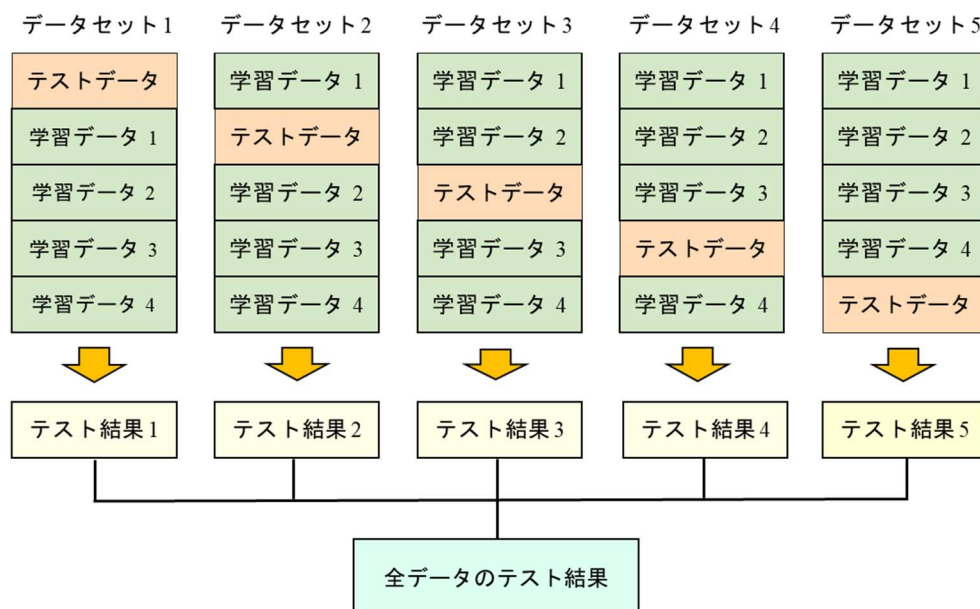 データセット1 データセット2 データセット3 データセット4 データセット5
テストデータ 学習データ 1 学習データ 1 学習データ 1 学習データ 1
学習データ 1 テストデータ 学習データ 2 学習データ 2 学習データ 2
学習データ 2 学習データ 2 テストデータ 学習データ 3 学習データ 3
学習データ 3 学習データ 3 学習データ 3 テストデータ 学習データ 4
学習データ 4 学習データ 4 学習データ 4 学習データ 4 テストデータ
テスト結果1 テスト結果2 テスト結果3 テスト結果4 テスト結果5
全データのテスト結果